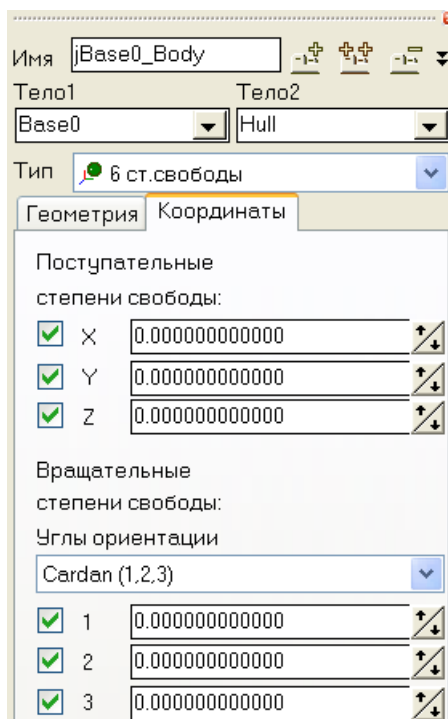 Имя jBase0_Body
Тело1 Тело2
Base0 Hull
Тип 6 ст.свободы
Геометрия Координаты
Поступательные
степени свободы:
X 0.000000000000
Y 0.000000000000
Z 0.000000000000
Вращательные
степени свободы:
Углы ориентации
Cardan (1,2,3)
1 0.000000000000
2 0.000000000000
3 0.000000000000